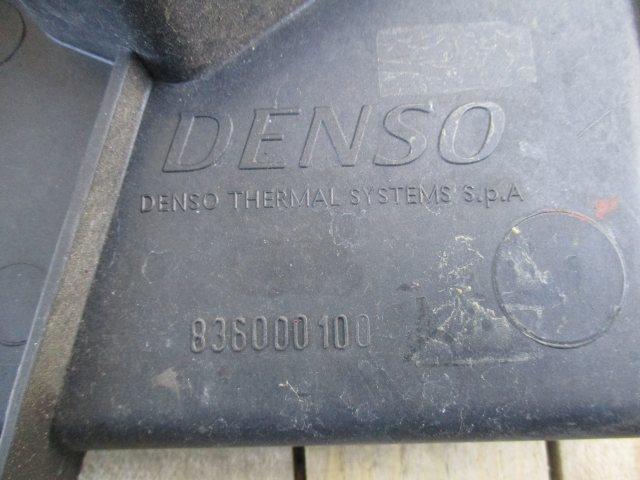 DENSO
DENSO THERMAL SYSTEMS S.p.A
836000100